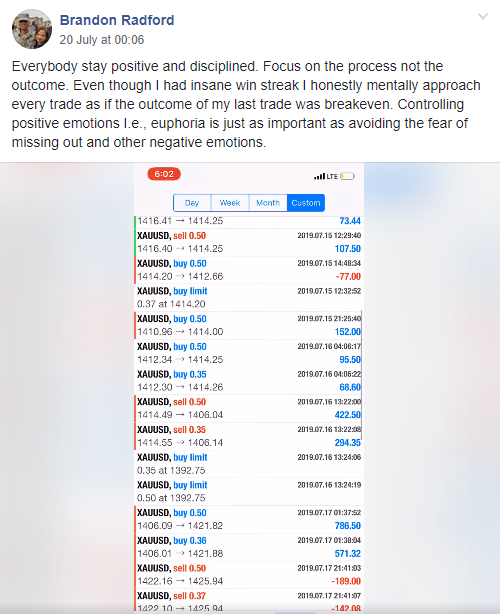 Brandon Radford
20 July at 00:06
Everybody stay positive and disciplined. Focus on the process not the
outcome. Even though I had insane win streak I honestly mentally approach
every trade as if the outcome of my last trade was breakeven. Controlling
positive emotions I.e., euphoria is just as important as avoiding the fear of
missing out and other negative emotions.
6:02 LTE
Day Week Month Custom
1416.41 → 1414.25 73.44
XAUUSD, sell 0.50 2019.07.15 12:29:40
1416.40 → 1414.25 107.50
XAUUSD, buy 0.50 2019.07.15 14:48:34
1414.20 → 1412.66 -77.00
XAUUSD, buy limit 2019.07.15 12:32:52
0.37 at 1414.20
XAUUSD, buy 0.50 2019.07.15 21:25:40
1410.96 → 1414.00 152.00
XAUUSD, buy 0.50 2019.07.16 04:06:17
1412.34 → 1414.25 95.50
XAUUSD, buy 0.35 2019.07.16 04:06:22
1412.30 → 1414.26 68.60
XAUUSD, sell 0.50 2019.07.16 13:22:00
1414.49 → 1406.04 422.50
XAUUSD, sell 0.35 2019.07.16 13:22:08
1414.55 → 1406.14 294.35
XAUUSD, buy limit 2019.07.16 13:24:06
0.35 at 1392.75
XAUUSD, buy limit 2019.07.16 13:24:19
0.50 at 1392.75
XAUUSD, buy 0.50 2019.07.17 01:37:52
1406.09 → 1421.82 786.50
XAUUSD, buy 0.36 2019.07.17 01:38:04
1406.01 → 1421.88 571.32
XAUUSD, sell 0.50 2019.07.17 21:41:03
1422.16 → 1425.94 -189.00
XAUUSD, sell 0.37 2019.07.17 21:41:07
1422.10 → 1425.94 -142.08